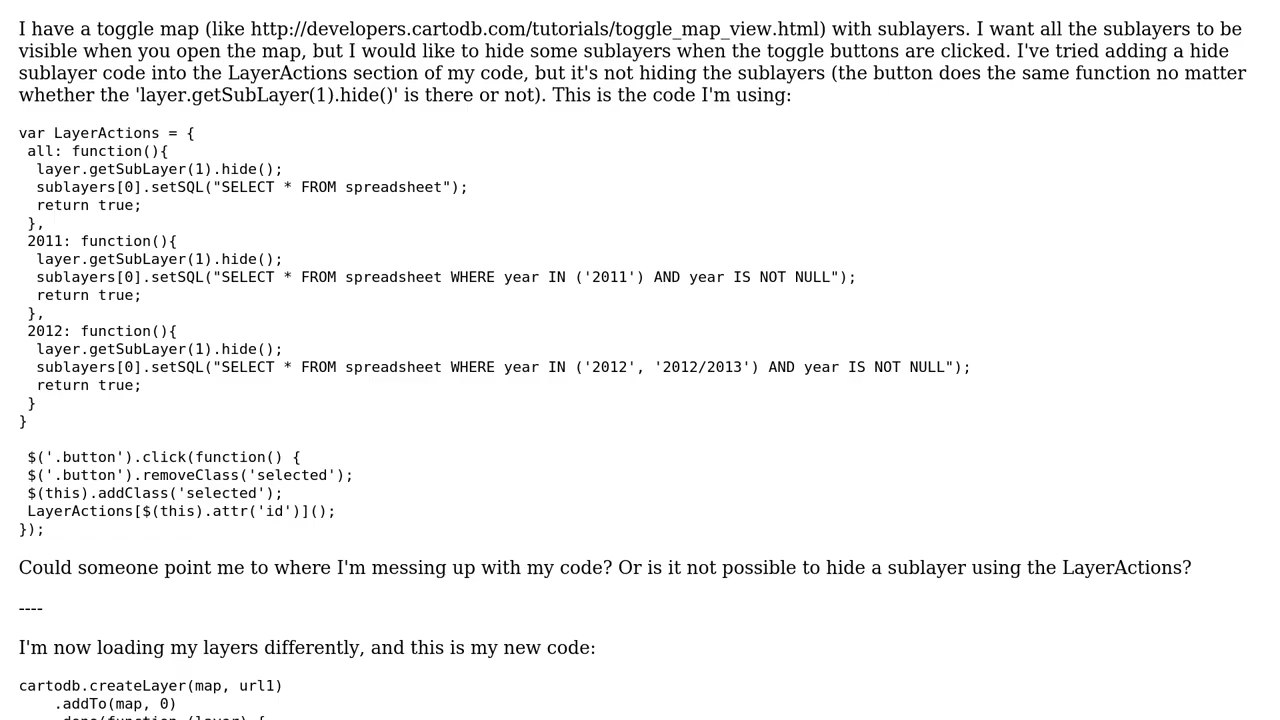 I have a toggle map (like http://developers.cartodb.com/tutorials/toggle_map_view.html) with sublayers. I want all the sublayers to be
visible when you open the map, but I would like to hide some sublayers when the toggle buttons are clicked. I've tried adding a hide
sublayer code into the LayerActions section of my code, but it's not hiding the sublayers (the button does the same function no matter
whether the 'layer.getSubLayer(1).hide()' is there or not). This is the code I'm using:
var LayerActions = {
 all: function(){
  layer.getSubLayer(1).hide();
  sublayers[0].setSQL("SELECT * FROM spreadsheet");
  return true;
 },
 2011: function(){
  layer.getSubLayer(1).hide();
  sublayers[0].setSQL("SELECT * FROM spreadsheet WHERE year IN ('2011') AND year IS NOT NULL");
  return true;
 },
 2012: function(){
  layer.getSubLayer(1).hide();
  sublayers[0].setSQL("SELECT * FROM spreadsheet WHERE year IN ('2012', '2012/2013') AND year IS NOT NULL");
  return true;
 }
}
 $('.button').click(function() {
 $('.button').removeClass('selected');
 $(this).addClass('selected');
 LayerActions[$(this).attr('id')]();
});
Could someone point me to where I'm messing up with my code? Or is it not possible to hide a sublayer using the LayerActions?
----
I'm now loading my layers differently, and this is my new code:
cartodb.createLayer(map, url1)
    .addTo(map, 0)
    .done(function (layer) {